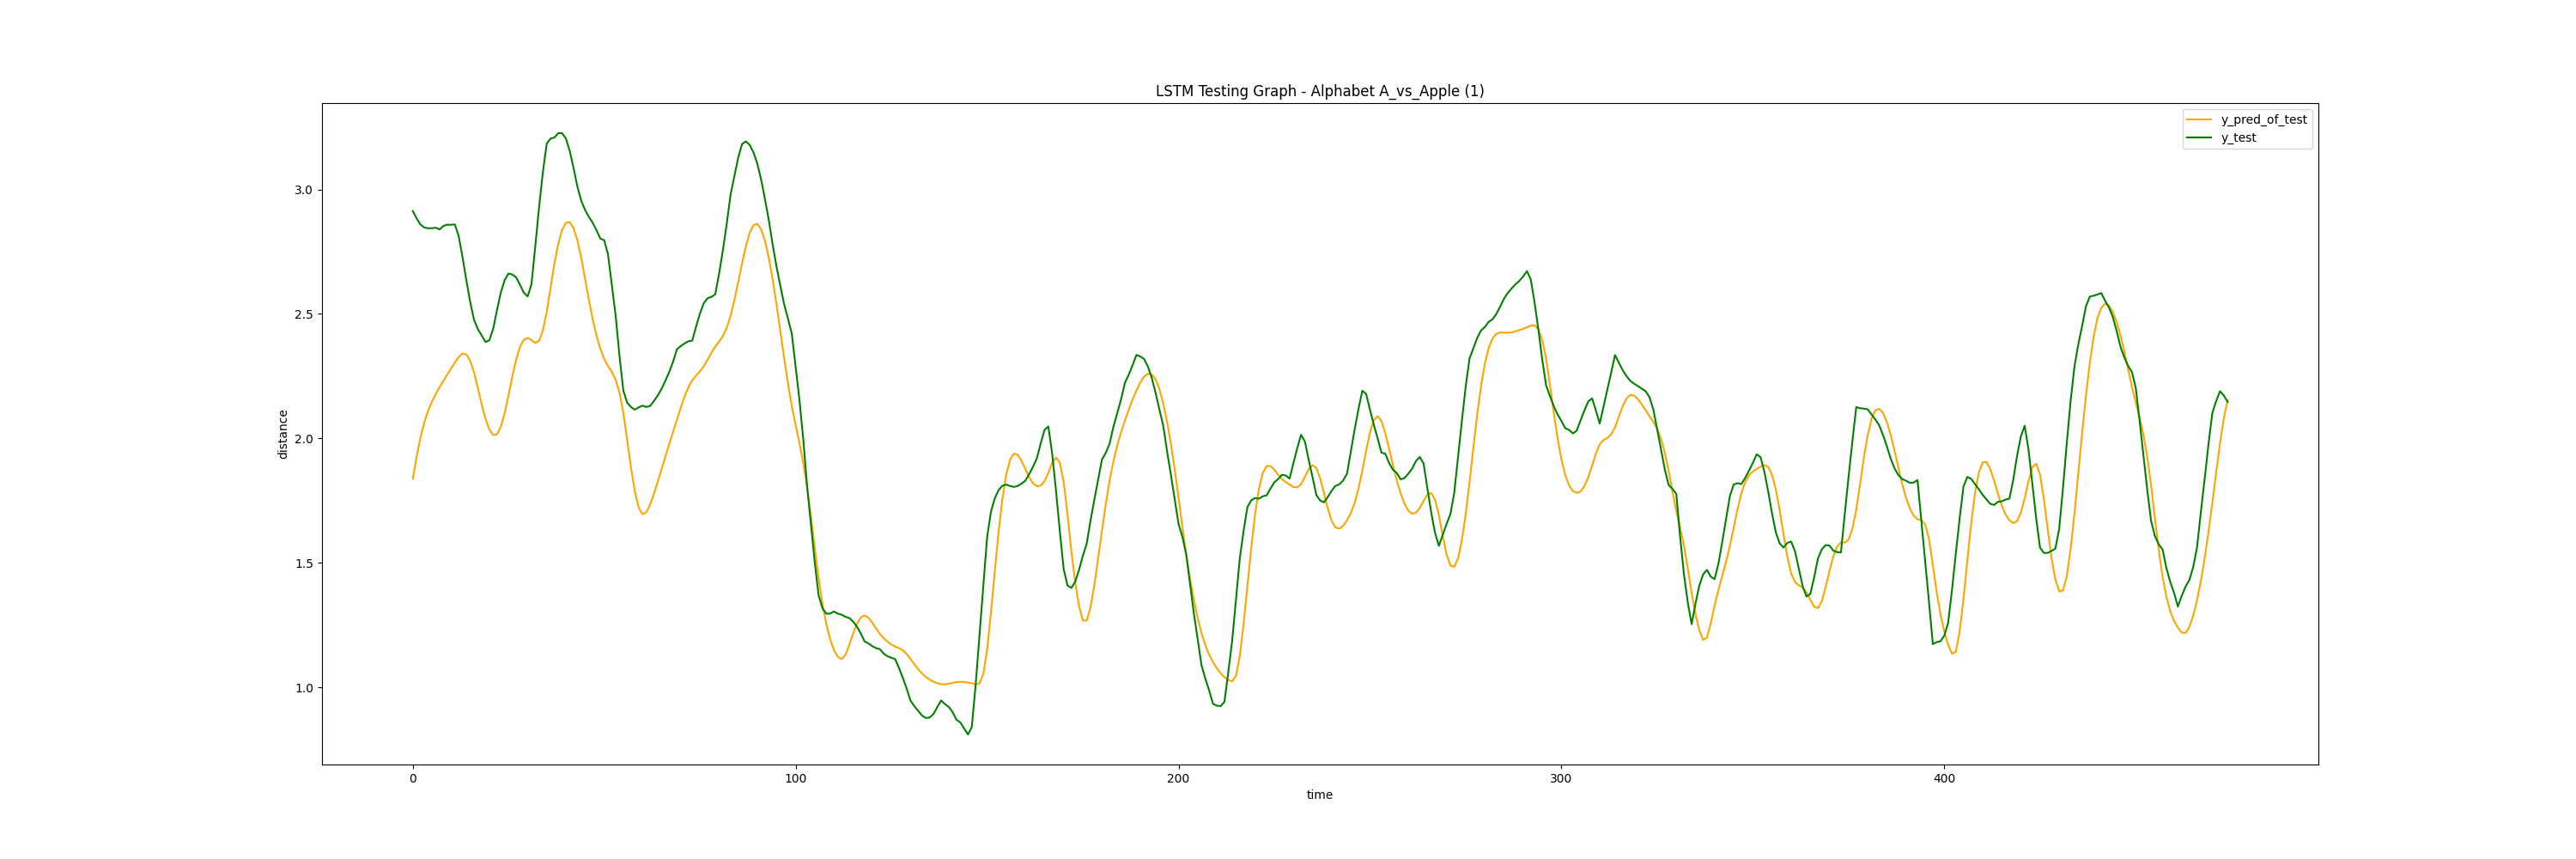 LSTM Testing Graph - Alphabet A_vs_Apple (1)
y_pred_of_test
y_test
3.0
2.5
2.0
1.5
1.0
distance
0 100 200 300 400
time